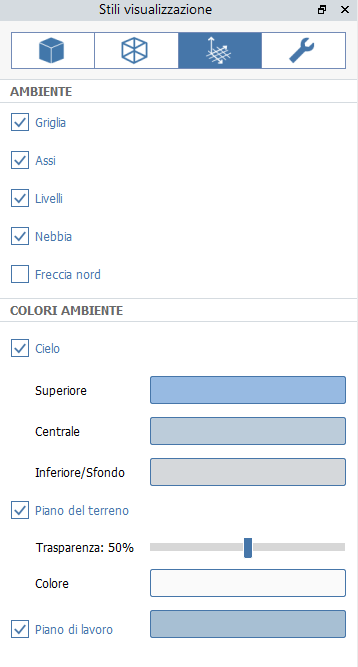 Stili visualizzazione
AMBIENTE
Griglia
Assi
Livelli
Nebbia
Freccia nord
COLORI AMBIENTE
Cielo
Superiore
Centrale
Inferiore/Sfondo
Piano del terreno
Trasparenza: 50%
Colore
Piano di lavoro